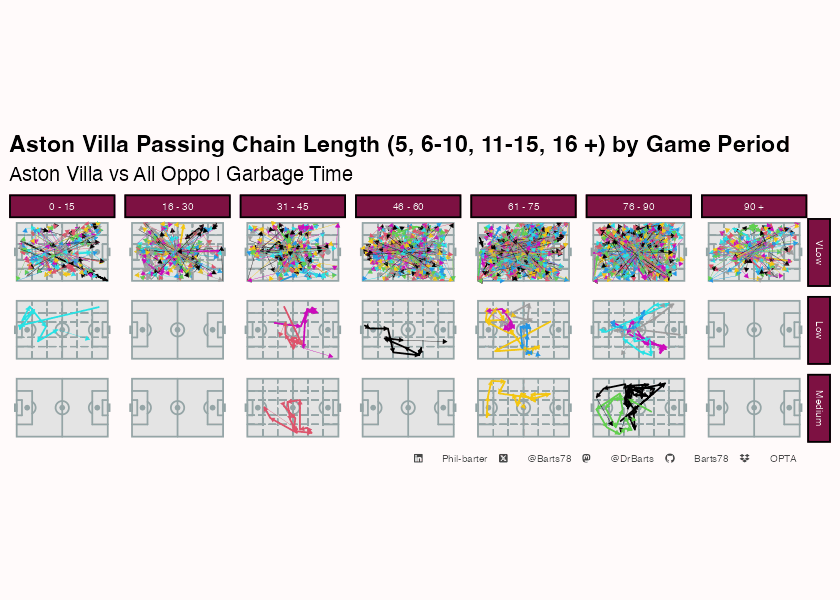 Aston Villa Passing Chain Length (5, 6-10, 11-15, 16 +) by Game Period
Aston Villa vs All Oppo I Garbage Time
0 - 15 16 - 30 31 - 45 46 - 60 61 - 75 76 - 90 90 +
VLow
Low
Medium
Phil-barter @Barts78 @DrBarts Barts78 OPTA